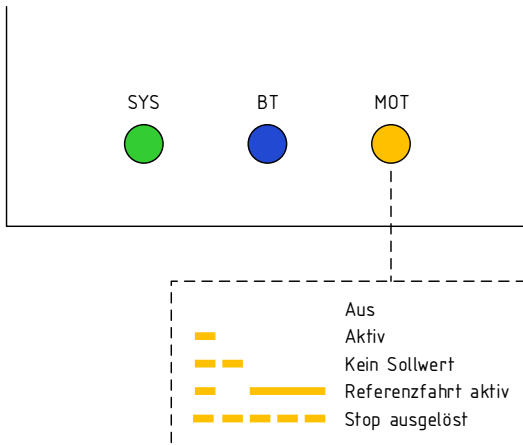 SYS BT MOT
Aus
Aktiv
Kein Sollwert
Referenzfahrt aktiv
Stop ausgelöst